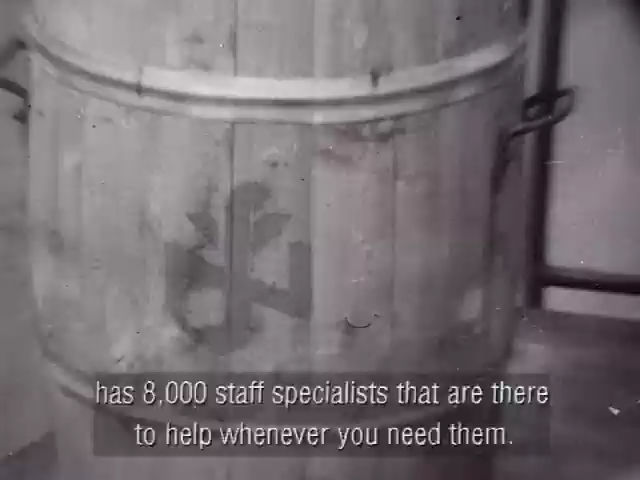 has 8,000 staff specialists that are there
to help whenever you need them.